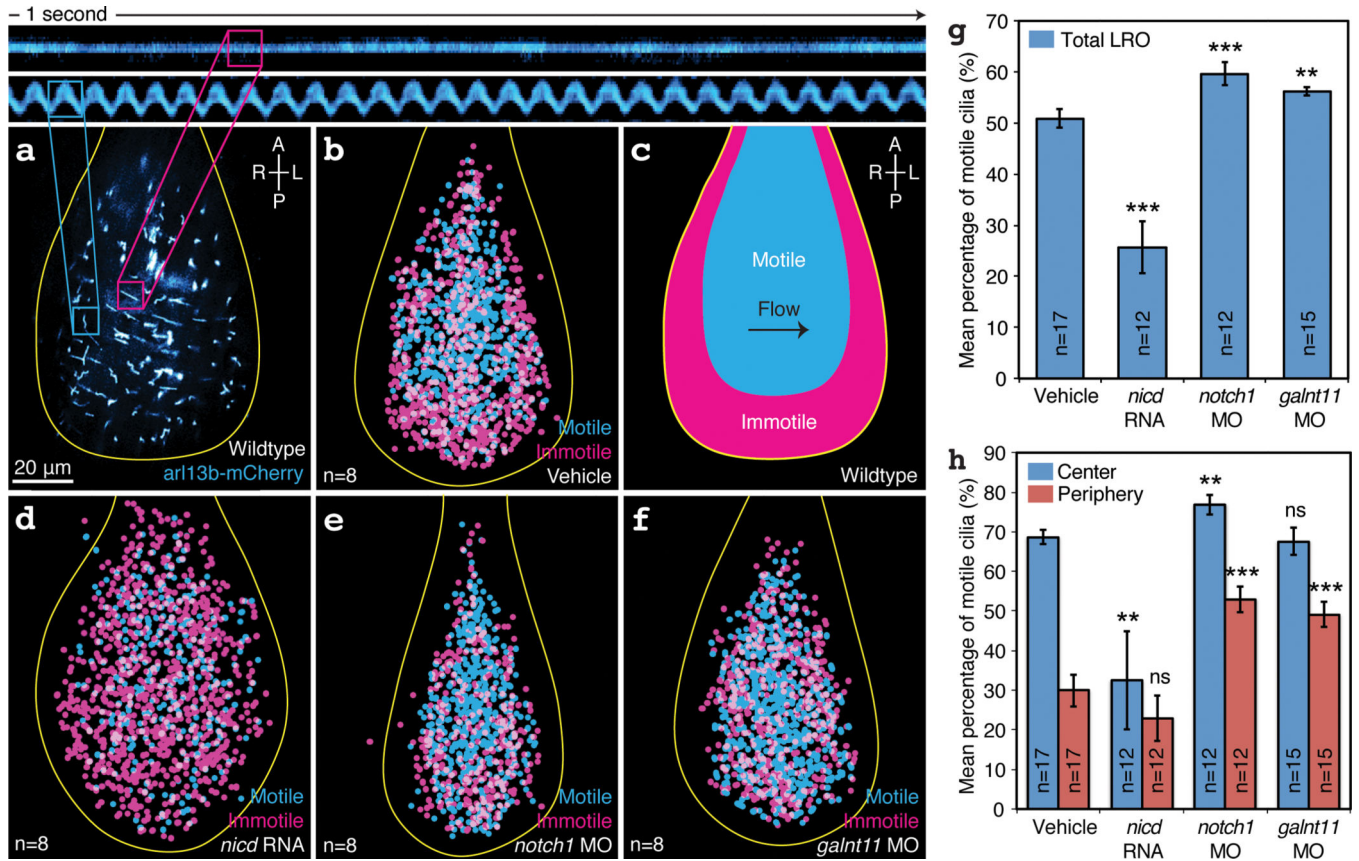 1 second
a
A
R L
P
Wildtype
20 µm
arl13b-mCherry
b
A
R L
P
Motile
Immotile
n=8
Vehicle
c
A
R L
P
Motile
Flow
Immotile
Wildtype
d
Motile
Immotile
n=8
nicd RNA
e
Motile
Immotile
n=8
notch1 MO
f
Motile
Immotile
n=8
galnt11 MO
g
Mean percentage of motile cilia (%)
70
60
50
40
30
20
10
0
Total LRO
***
***
**
n=17
n=12
n=12
n=15
Vehicle
nicd
RNA
notch1
MO
galnt11
MO
h
Mean percentage of motile cilia (%)
90
80
70
60
50
40
30
20
10
0
Center
Periphery
**
ns
**
***
ns
***
n=17
n=17
n=12
n=12
n=12
n=12
n=15
n=15
Vehicle
nicd
RNA
notch1
MO
galnt11
MO